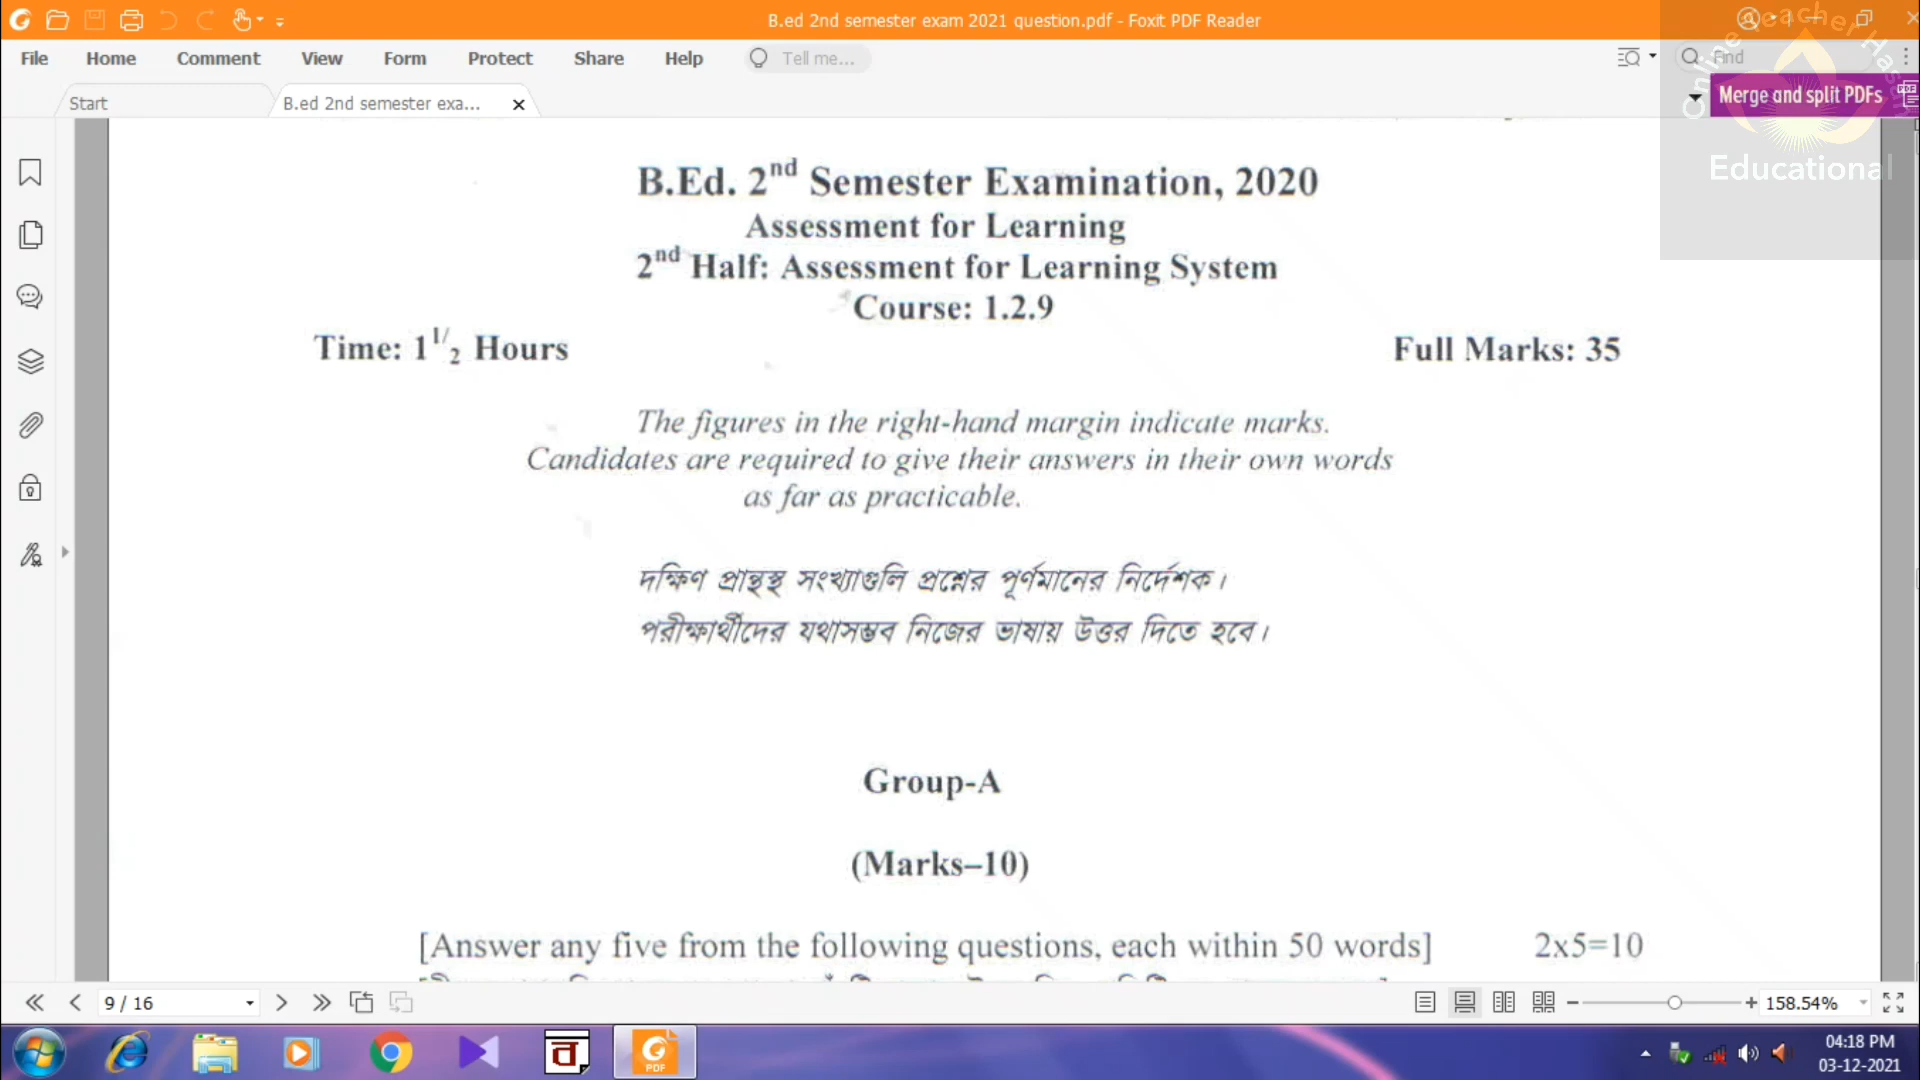 B.ed 2nd semester exam 2021 question.pdf - Foxit PDF Reader
File Home Comment View Form Protect Share Help Tell me... Find
Start B.ed 2nd semester exa... Merge and split PDFs
Online Teacher
Educational
B.Ed. 2nd Semester Examination, 2020
Assessment for Learning
2nd Half: Assessment for Learning System
Course: 1.2.9
Time: 1 1/2 Hours Full Marks: 35
The figures in the right-hand margin indicate marks.
Candidates are required to give their answers in their own words
as far as practicable.
দক্ষিণ প্রান্তস্থ সংখ্যাগুলি প্রশ্নের পূর্ণমানের নির্দেশক।
পরীক্ষার্থীদের যথাসম্ভব নিজের ভাষায় উত্তর দিতে হবে।
Group-A
(Marks–10)
[Answer any five from the following questions, each within 50 words] 2x5=10
9 / 16 158.54%
PDF
04:18 PM
03-12-2021